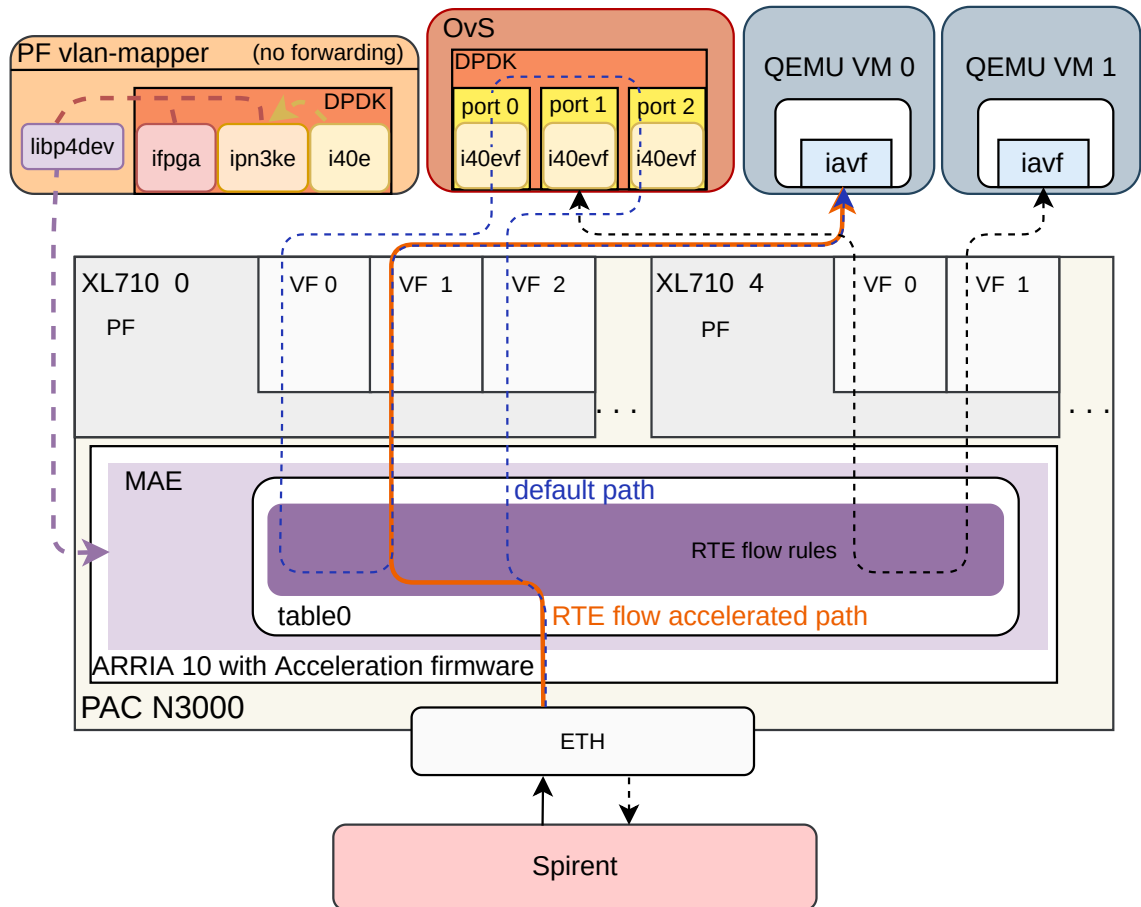 PF vlan-mapper
(no forwarding)
DPDK
libp4dev
ifpga
ipn3ke
i40e
OvS
DPDK
port 0
port 1
port 2
i40evf
i40evf
i40evf
QEMU VM 0
iavf
QEMU VM 1
iavf
XL710 0
PF
VF 0
VF 1
VF 2
. . .
XL710 4
PF
VF 0
VF 1
. . .
MAE
default path
RTE flow rules
table0
RTE flow accelerated path
ARRIA 10 with Acceleration firmware
PAC N3000
ETH
Spirent